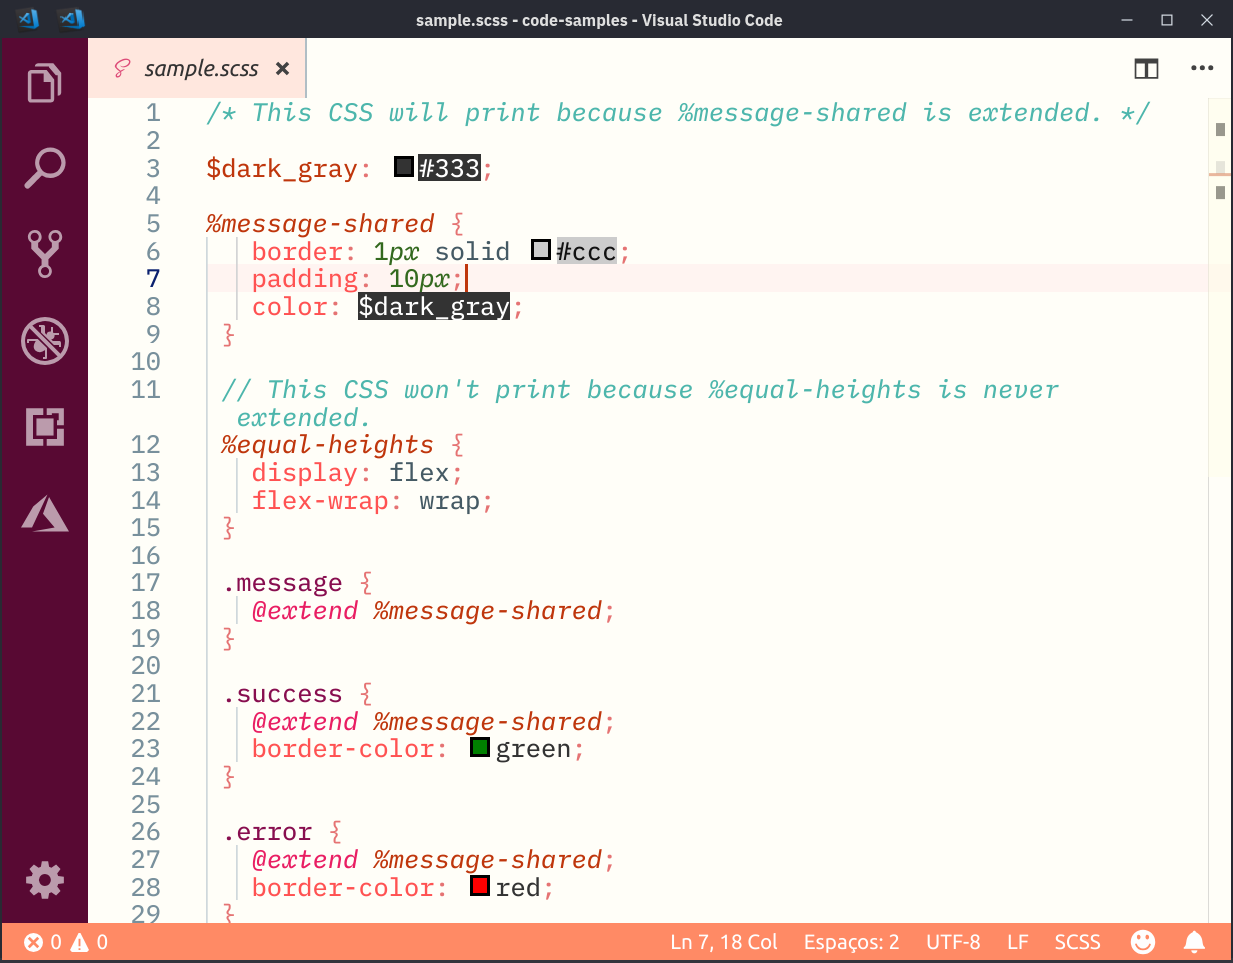 sample.scss - code-samples - Visual Studio Code
sample.scss
1 /* This CSS will print because %message-shared is extended. */
2
3 $dark_gray: #333;
4
5 %message-shared {
6 border: 1px solid #ccc;
7 padding: 10px;
8 color: $dark_gray;
9 }
10
11 // This CSS won't print because %equal-heights is never
extended.
12 %equal-heights {
13 display: flex;
14 flex-wrap: wrap;
15 }
16
17 .message {
18 @extend %message-shared;
19 }
20
21 .success {
22 @extend %message-shared;
23 border-color: green;
24 }
25
26 .error {
27 @extend %message-shared;
28 border-color: red;
29 }
0 0 Ln 7, 18 Col Espaços: 2 UTF-8 LF SCSS